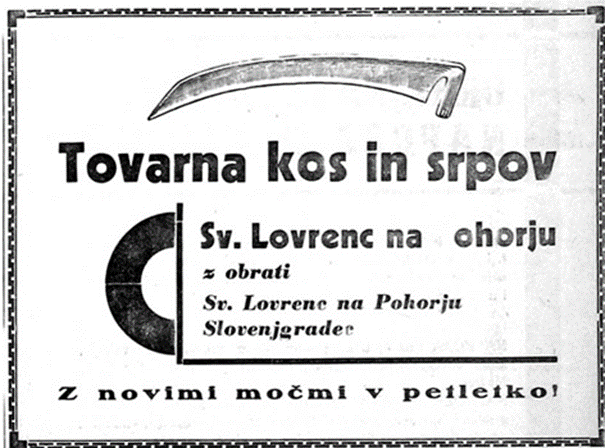 Tovarna kos in srpov
Sv. Lovrenc na ohorju
z obrati
Sv. Lovrenc na Pohorju
Slovenjgradec
Z novimi močmi v petletko!